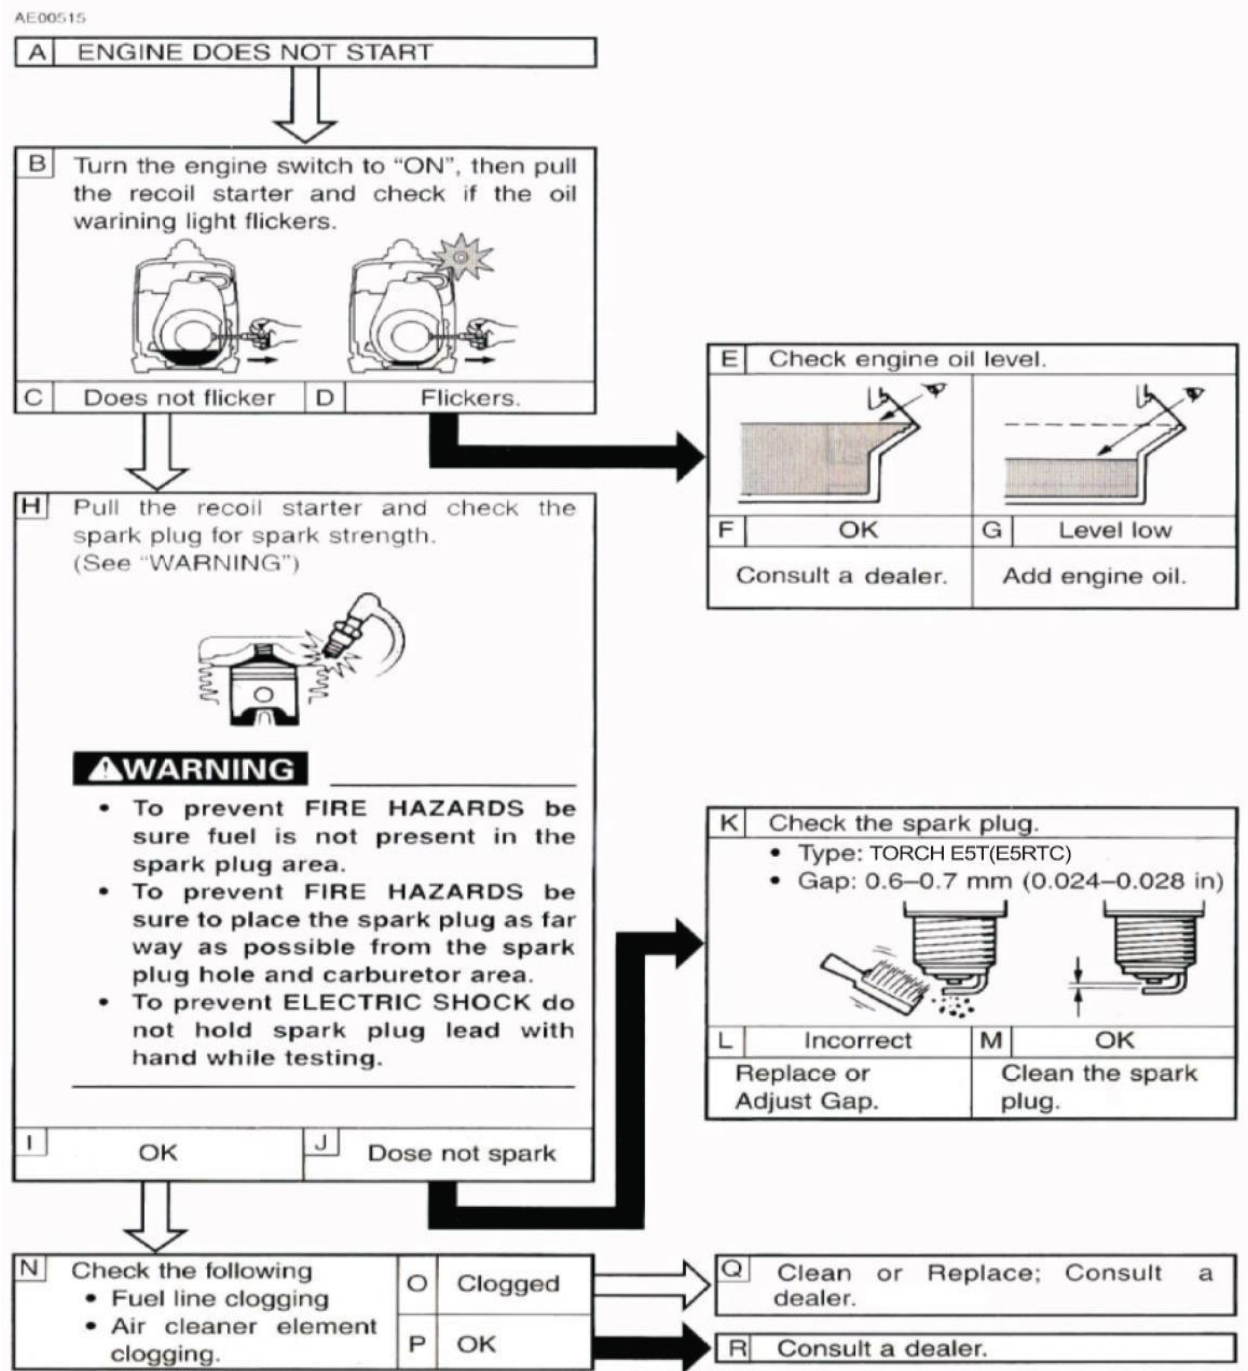 AE00515
A ENGINE DOES NOT START
B Turn the engine switch to “ON”, then pull
the recoil starter and check if the oil
warining light flickers.
C Does not flicker D Flickers.
E Check engine oil level.
F OK G Level low
Consult a dealer. Add engine oil.
H Pull the recoil starter and check the
spark plug for spark strength.
(See “WARNING”)
WARNING
• To prevent FIRE HAZARDS be
sure fuel is not present in the
spark plug area.
• To prevent FIRE HAZARDS be
sure to place the spark plug as far
way as possible from the spark
plug hole and carburetor area.
• To prevent ELECTRIC SHOCK do
not hold spark plug lead with
hand while testing.
I OK J Dose not spark
K Check the spark plug.
• Type: TORCH E5T(E5RTC)
• Gap: 0.6–0.7 mm (0.024–0.028 in)
L Incorrect M OK
Replace or Clean the spark
Adjust Gap. plug.
N Check the following
• Fuel line clogging
• Air cleaner element
clogging.
O Clogged
P OK
Q Clean or Replace; Consult a
dealer.
R Consult a dealer.